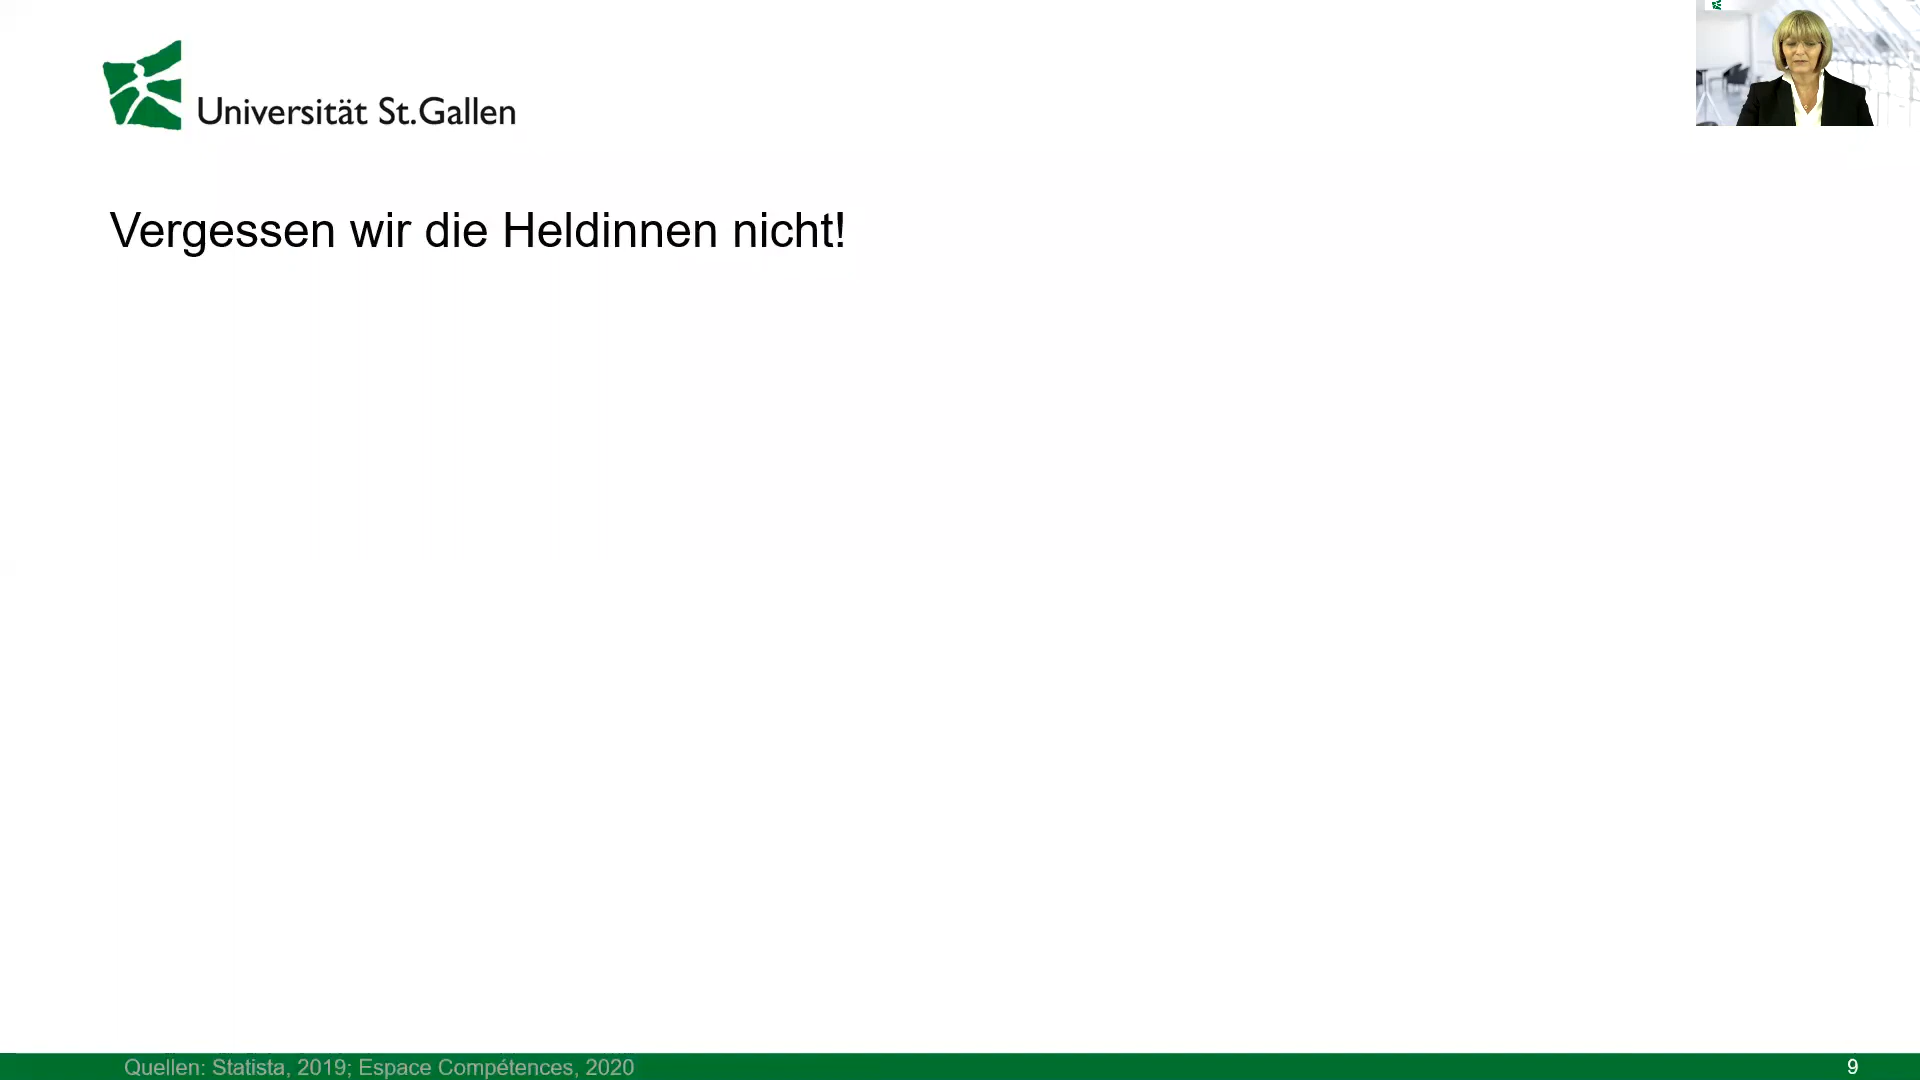 Universität St.Gallen
Vergessen wir die Heldinnen nicht!
Quellen: Statista, 2019; Espace Compétences, 2020
9